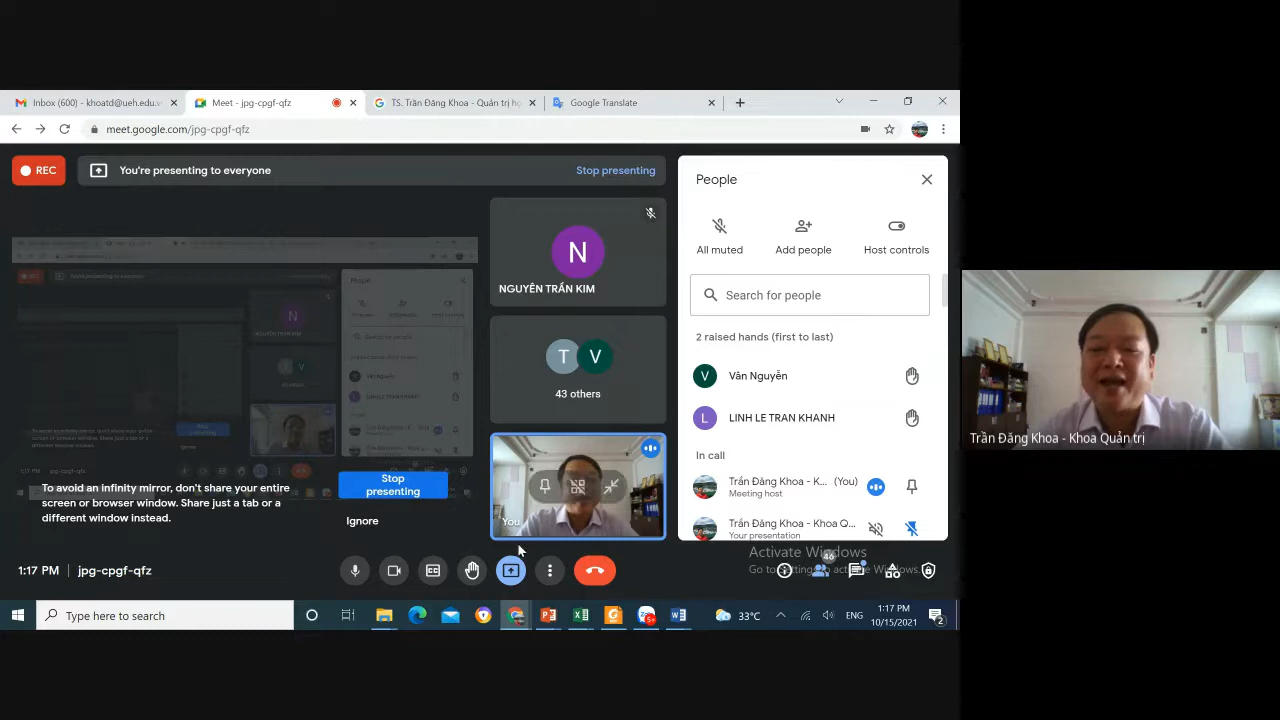 Inbox (600) - khoatd@ueh.edu.v
Meet - jpg-cpgf-qfz
TS. Trần Đăng Khoa - Quản trị họ
Google Translate
meet.google.com/jpg-cpgf-qfz
REC
You're presenting to everyone
Stop presenting
N
NGUYÊN TRẦN KIM
T V
43 others
To avoid an infinity mirror, don't share your entire
screen or browser window. Share just a tab or a
different window instead.
Stop
presenting
Ignore
You
People
All muted
Add people
Host controls
Search for people
2 raised hands (first to last)
V
Vân Nguyễn
L
LINH LE TRAN KHANH
In call
Trần Đăng Khoa - K... (You)
Meeting host
Trần Đăng Khoa - Khoa Q...
Your presentation
Activate Windows
Go to Settings to activate Windows.
46
1:17 PM | jpg-cpgf-qfz
Type here to search
5+
33°C
ENG
1:17 PM
10/15/2021
2
Trần Đăng Khoa - Khoa Quản trị